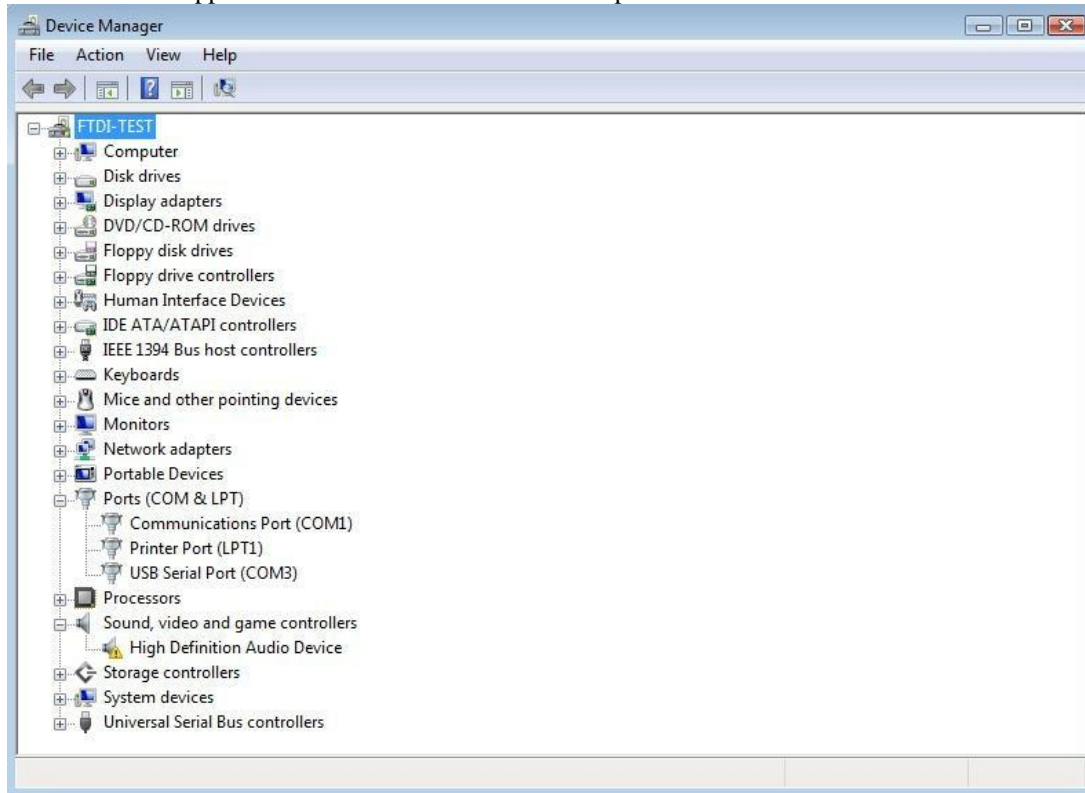 Device Manager
File Action View Help
FTDI-TEST
Computer
Disk drives
Display adapters
DVD/CD-ROM drives
Floppy disk drives
Floppy drive controllers
Human Interface Devices
IDE ATA/ATAPI controllers
IEEE 1394 Bus host controllers
Keyboards
Mice and other pointing devices
Monitors
Network adapters
Portable Devices
Ports (COM & LPT)
Communications Port (COM1)
Printer Port (LPT1)
USB Serial Port (COM3)
Processors
Sound, video and game controllers
High Definition Audio Device
Storage controllers
System devices
Universal Serial Bus controllers